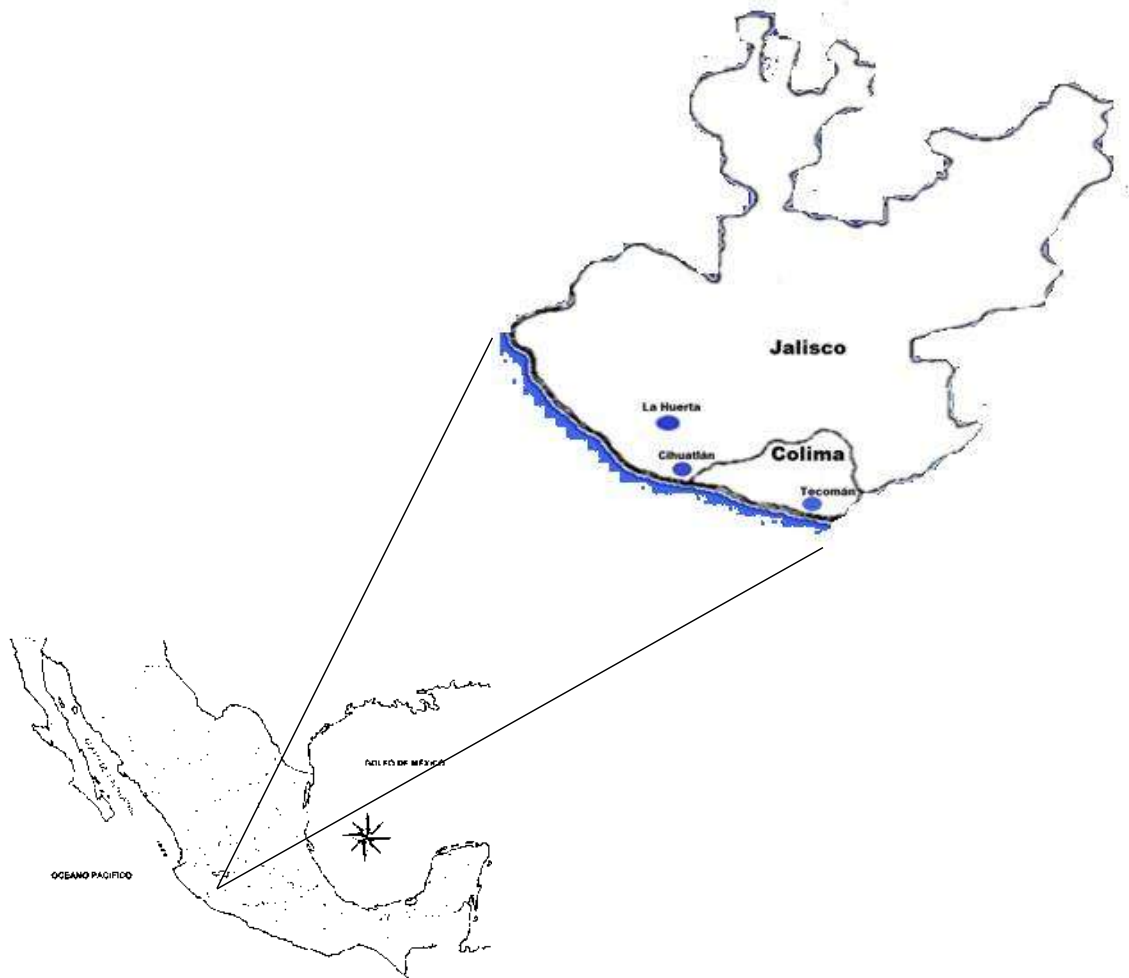 Jalisco
La Huerta
Cihuatlán
Colima
Tecomán
GOLFO DE MÉXICO
OCEANO PACIFICO